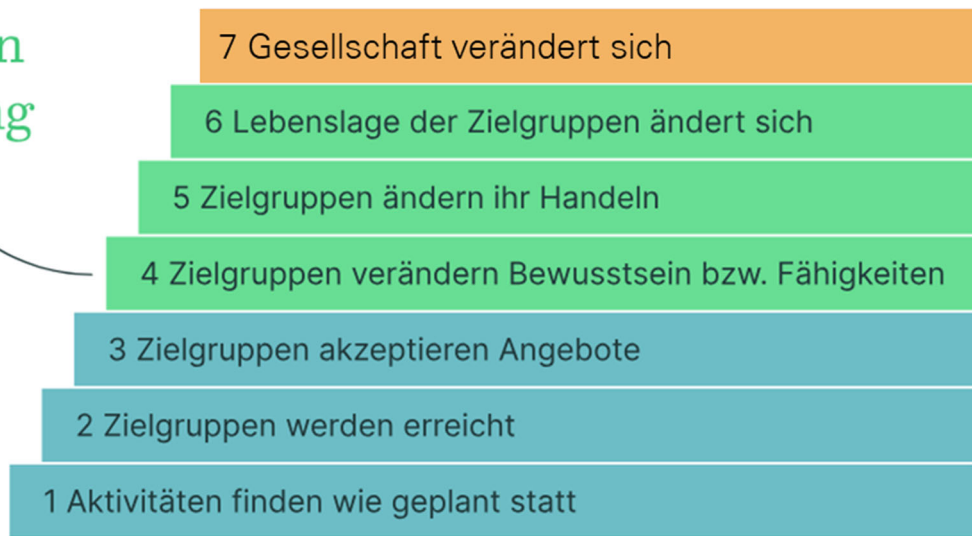 7 Gesellschaft verändert sich
6 Lebenslage der Zielgruppen ändert sich
5 Zielgruppen ändern ihr Handeln
4 Zielgruppen verändern Bewusstsein bzw. Fähigkeiten
3 Zielgruppen akzeptieren Angebote
2 Zielgruppen werden erreicht
1 Aktivitäten finden wie geplant statt